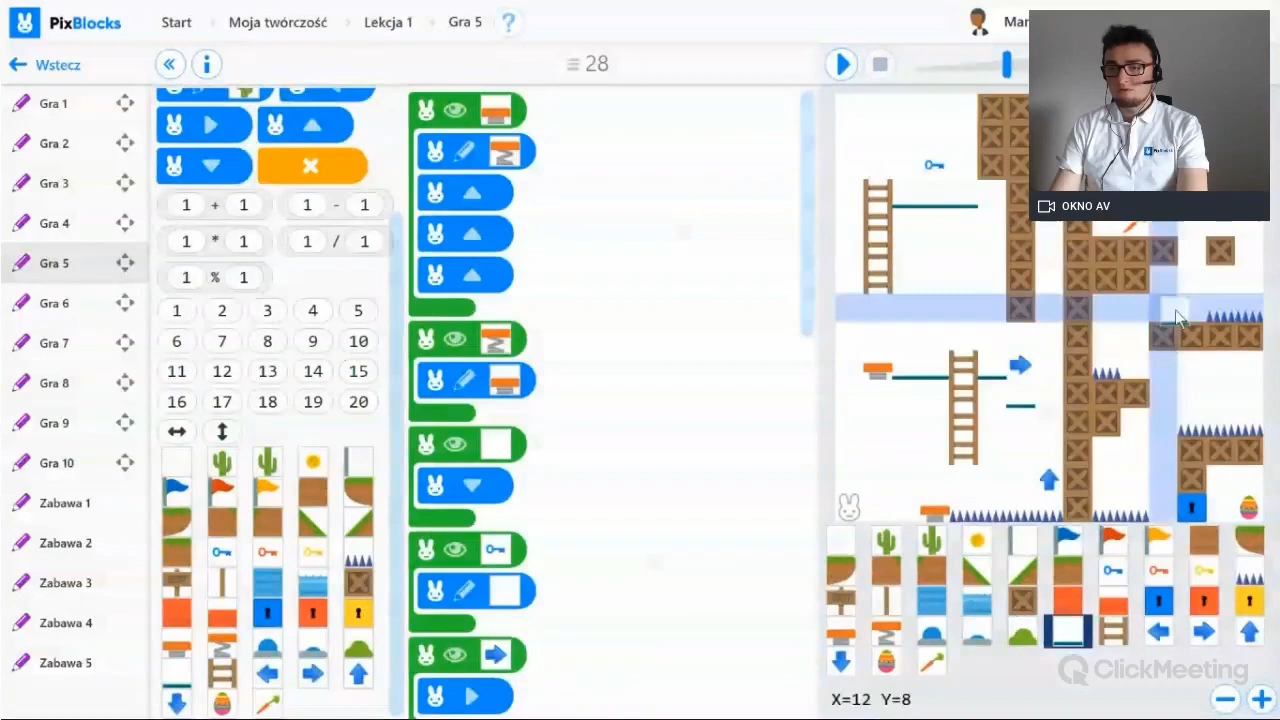 PixBlocks
Start
Moja twórczość
Lekcja 1
Gra 5
?
Mar
Wstecz
28
OKNO AV
PixBlocks
Gra 1
Gra 2
Gra 3
Gra 4
Gra 5
Gra 6
Gra 7
Gra 8
Gra 9
Gra 10
Zabawa 1
Zabawa 2
Zabawa 3
Zabawa 4
Zabawa 5
1 + 1
1 - 1
1 * 1
1 / 1
1 % 1
1 2 3 4 5
6 7 8 9 10
11 12 13 14 15
16 17 18 19 20
ClickMeeting
X=12 Y=8